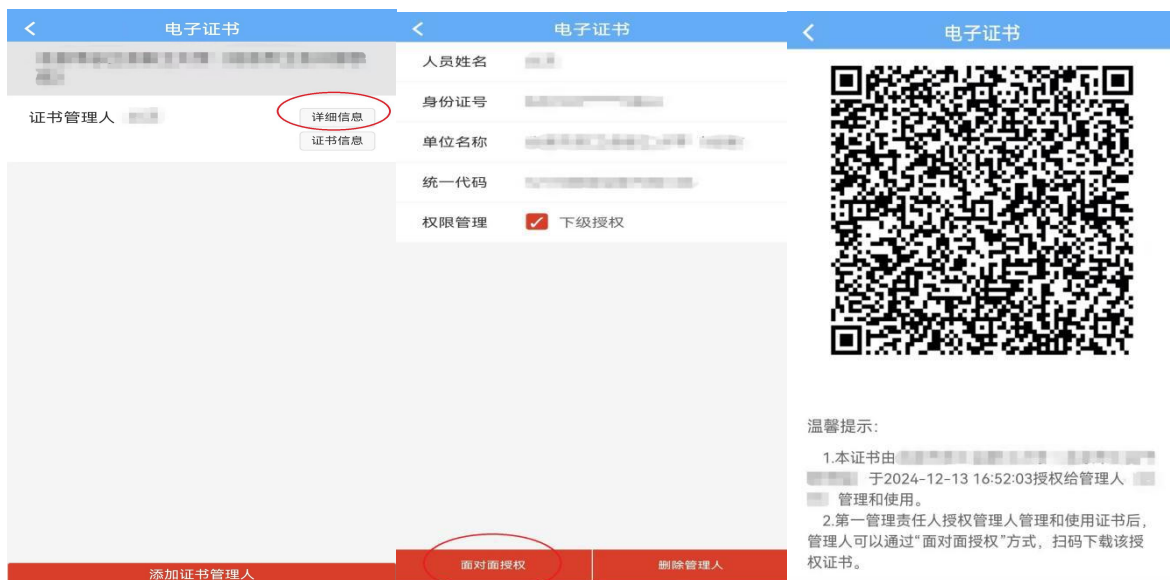 电子证书
证书管理人
详细信息
证书信息
添加证书管理人
电子证书
人员姓名
身份证号
单位名称
统一代码
权限管理 下级授权
面对面授权 删除管理人
电子证书
温馨提示：
1.本证书由
于2024-12-13 16:52:03授权给管理人
管理和使用。
2.第一管理责任人授权管理人管理和使用证书后，
管理人可以通过“面对面授权”方式，扫码下载该授
权证书。